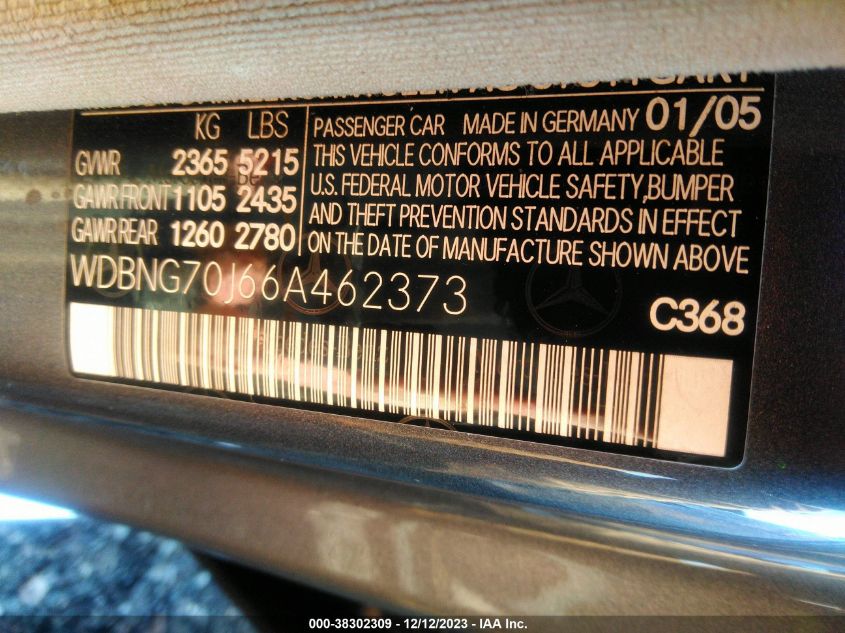 KG LBS
GVWR 2365 5215
GAWR FRONT 1105 2435
GAWR REAR 1260 2780
PASSENGER CAR MADE IN GERMANY 01/05
THIS VEHICLE CONFORMS TO ALL APPLICABLE
U.S. FEDERAL MOTOR VEHICLE SAFETY, BUMPER
AND THEFT PREVENTION STANDARDS IN EFFECT
ON THE DATE OF MANUFACTURE SHOWN ABOVE
WDBNG70J66A462373
C368
000-38302309 - 12/12/2023 - IAA Inc.